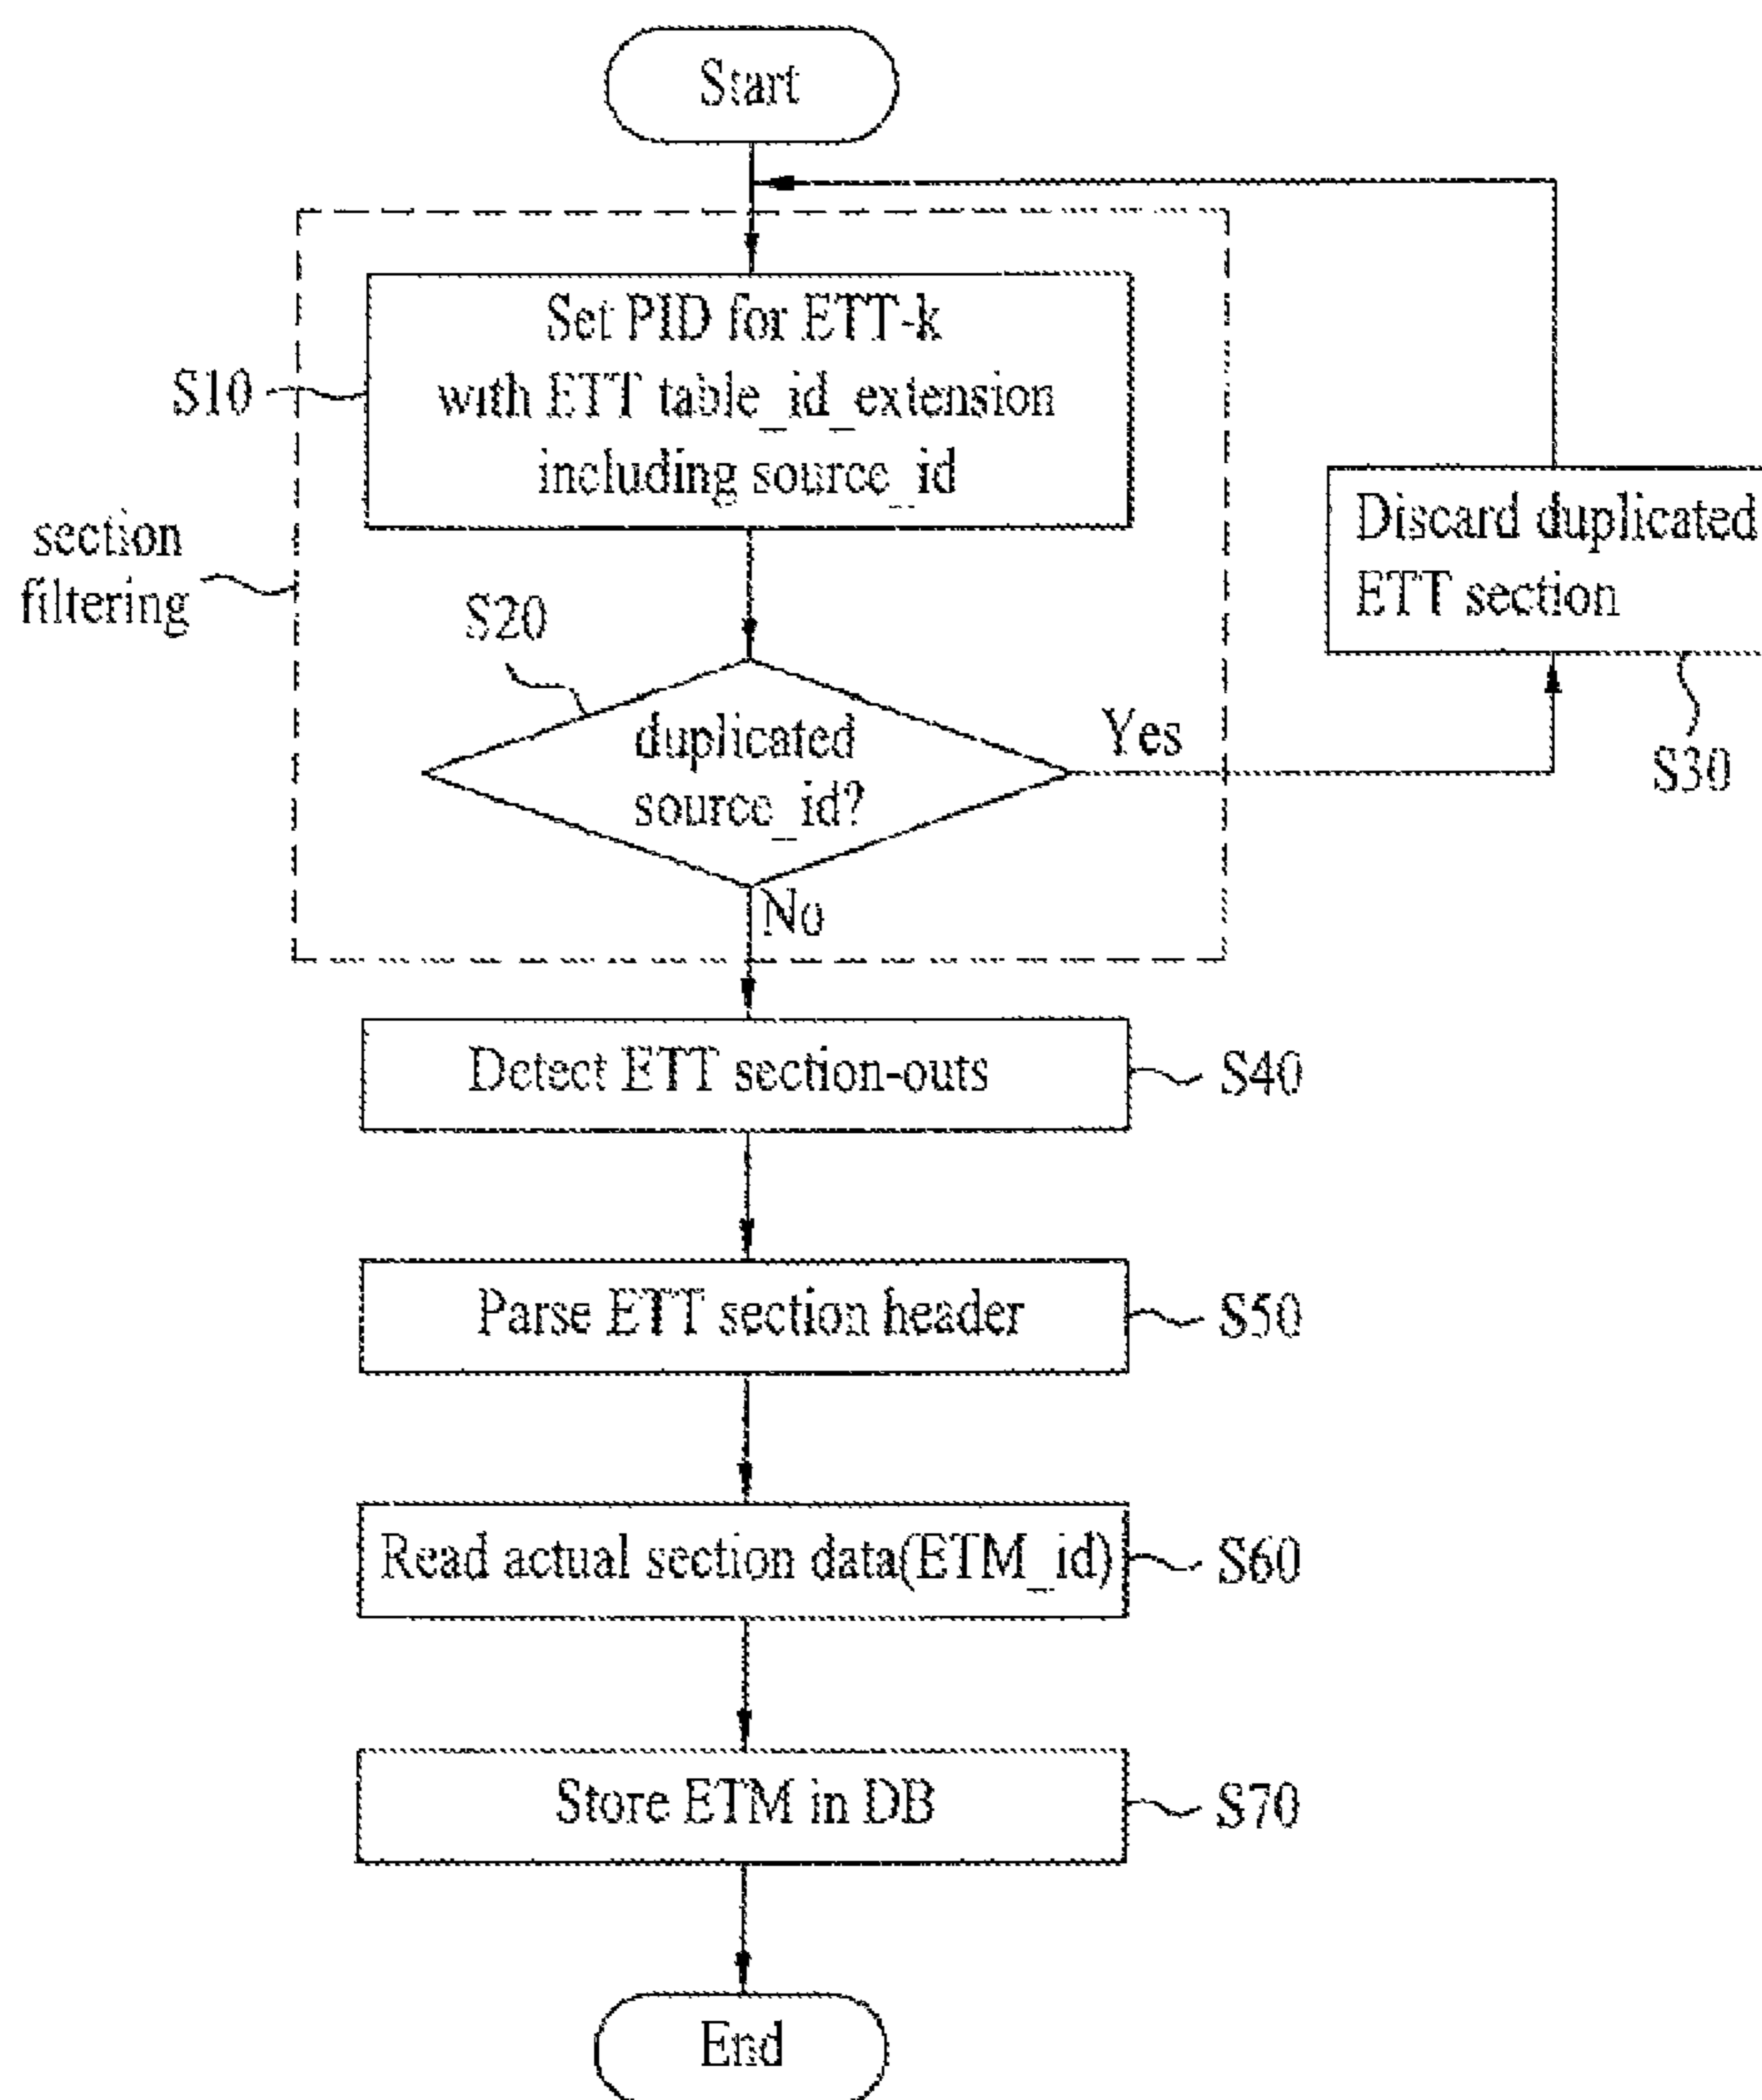 Start
Set PID for ETT-k
with ETT table_id_extension
including source_id
S10
section
filtering
Discard duplicated
ETT section
S30
S20
duplicated
source_id?
Yes
No
Detect ETT section-outs
S40
Parse ETT section header
S50
Read actual section data(ETM_id)
S60
Store ETM in DB
S70
End